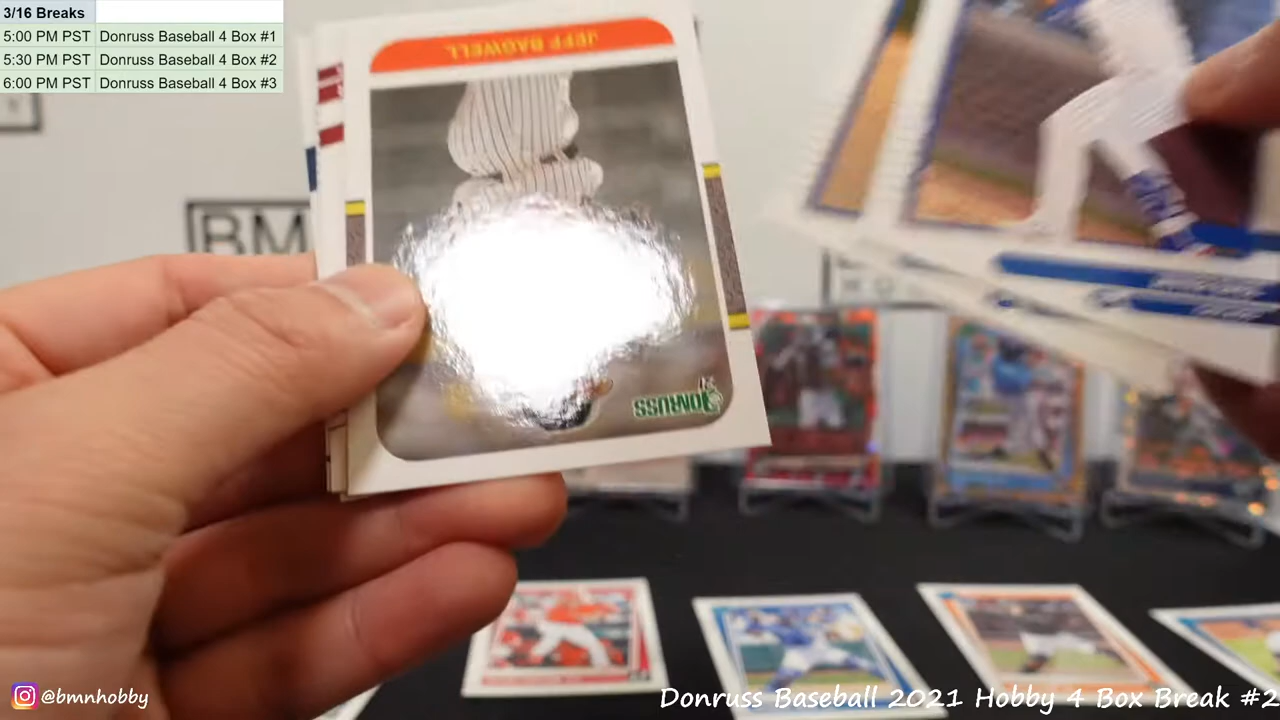 3/16 Breaks
5:00 PM PST Donruss Baseball 4 Box #1
5:30 PM PST Donruss Baseball 4 Box #2
6:00 PM PST Donruss Baseball 4 Box #3
JEFF BAGWELL
BM
DONRUSS
@bmnhobby
Donruss Baseball 2021 Hobby 4 Box Break #2